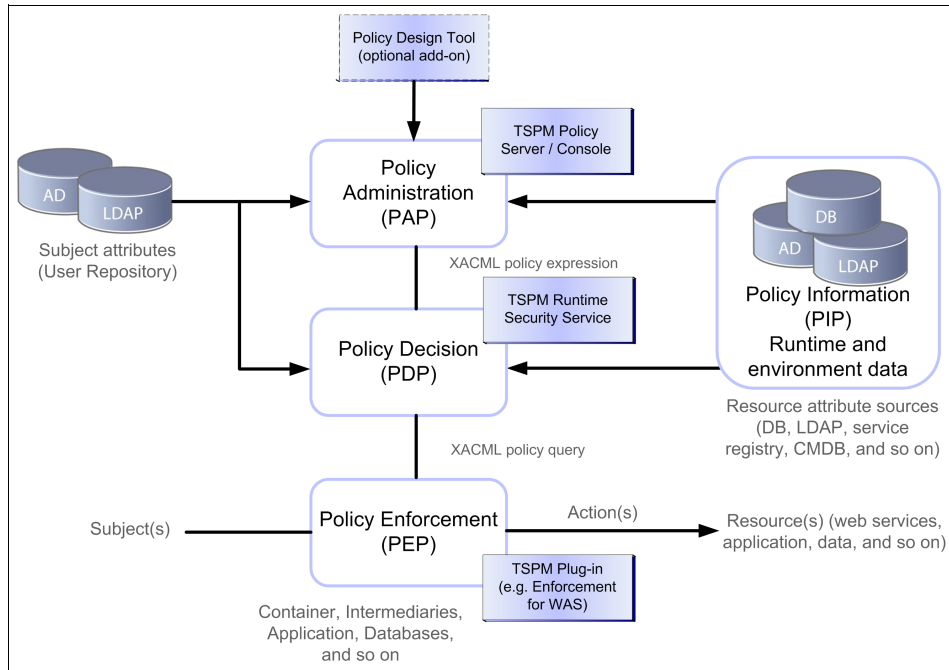 Policy Design Tool
(optional add-on)
TSPM Policy
Server / Console
Policy
Administration
(PAP)
AD
LDAP
Subject attributes
(User Repository)
DB
AD
LDAP
Policy Information
(PIP)
Runtime and
environment data
Resource attribute sources
(DB, LDAP, service
registry, CMDB, and so on)
XACML policy expression
TSPM Runtime
Security Service
Policy Decision
(PDP)
XACML policy query
Subject(s)
Policy Enforcement
(PEP)
Action(s)
Resource(s) (web services,
application, data, and so on)
TSPM Plug-in
(e.g. Enforcement
for WAS)
Container, Intermediaries,
Application, Databases,
and so on